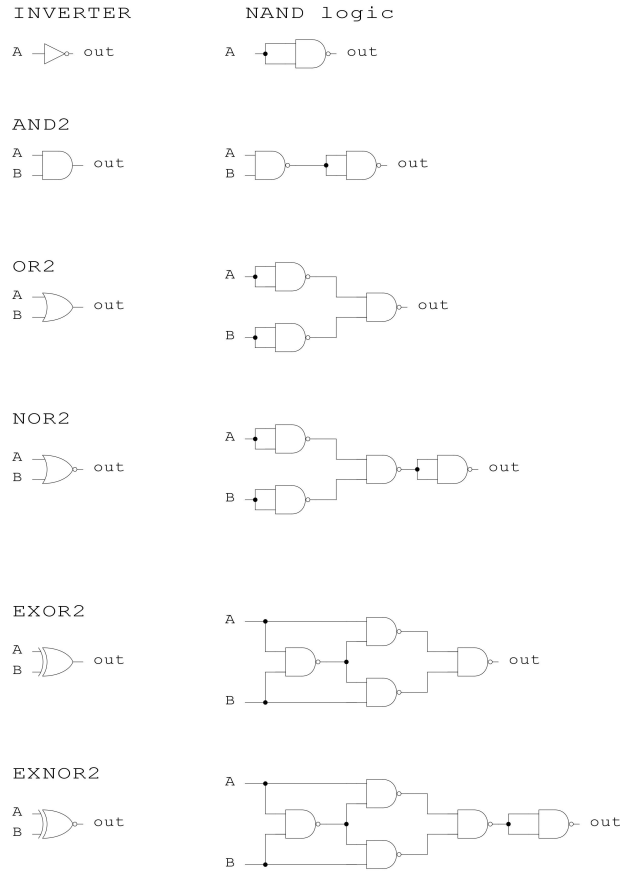 INVERTER NAND logic
A out A out
AND2
A A
out out
B B
OR2
A
A out out
B
B
NOR2
A
A out out
B
B
EXOR2
A
A
out out
B
B
EXNOR2
A
A
out out
B
B